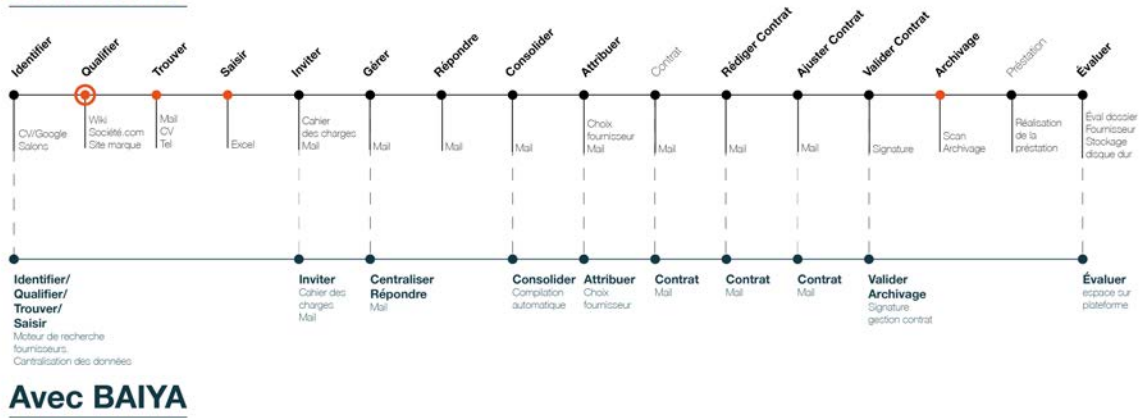 Identifier
Qualifier
Trouver
Saisir
Inviter
Gérer
Répondre
Consolider
Attribuer
Contrat
Rédiger Contrat
Ajuster Contrat
Valider Contrat
Archivage
Préstation
Évaluer
CV/Google
Salons
Wiki
Société.com
Site marque
Mail
CV
Tel
Excel
Cahier
des charges
Mail
Mail
Mail
Mail
Choix
fournisseur
Mail
Mail
Mail
Mail
Signature
Scan
Archivage
Réalisation
de la
préstation
Éval dossier
Fournisseur
Stockage
disque dur
Identifier/
Qualifier/
Trouver/
Saisir
Moteur de recherche
fournisseurs.
Cantralisation des données
Inviter
Cahier des
charges
Mail
Centraliser
Répondre
Mail
Consolider
Compilation
automatique
Attribuer
Choix
fournisseur
Contrat
Mail
Contrat
Mail
Contrat
Mail
Valider
Archivage
Signature
gestion contrat
Évaluer
espace sur
plateforme
Avec BAIYA